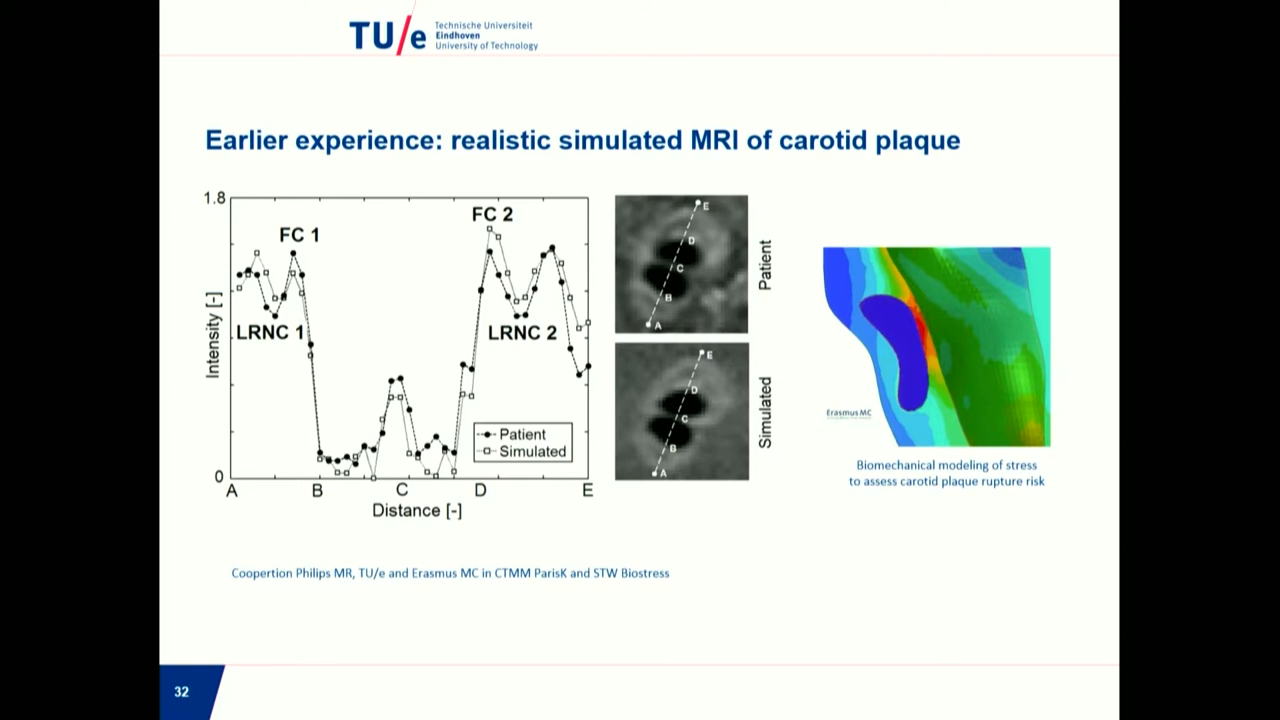 TU/e
Technische Universiteit
Eindhoven
University of Technology
Earlier experience: realistic simulated MRI of carotid plaque
1.8
FC 1
FC 2
LRNC 1
LRNC 2
Intensity [-]
Patient
Simulated
0
A B C D E
Distance [-]
E
D
C
B
A
Patient
E
D
C
B
A
Simulated
Erasmus MC
Biomechanical modeling of stress
to assess carotid plaque rupture risk
Coopertion Philips MR, TU/e and Erasmus MC in CTMM ParisK and STW Biostress
32